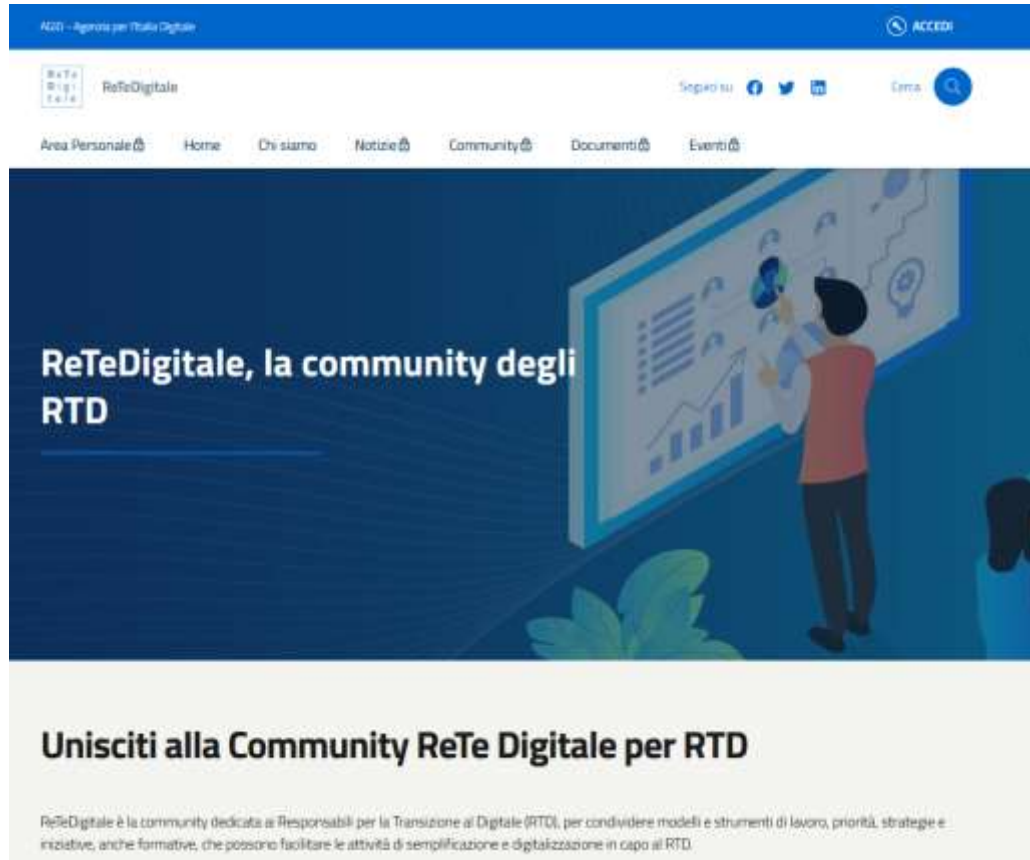 AGID - Agenzia per l'Italia Digitale
ACCEDI
ReTe
Digi
tale
ReTeDigitale
Seguici su
Cerca
Area Personale
Home
Chi siamo
Notizie
Community
Documenti
Eventi
ReTeDigitale, la community degli
RTD
Unisciti alla Community ReTe Digitale per RTD
ReTeDigitale è la community dedicata ai Responsabili per la Transizione al Digitale (RTD), per condividere modelli e strumenti di lavoro, priorità, strategie e
iniziative, anche formative, che possono facilitare le attività di semplificazione e digitalizzazione in capo al RTD.